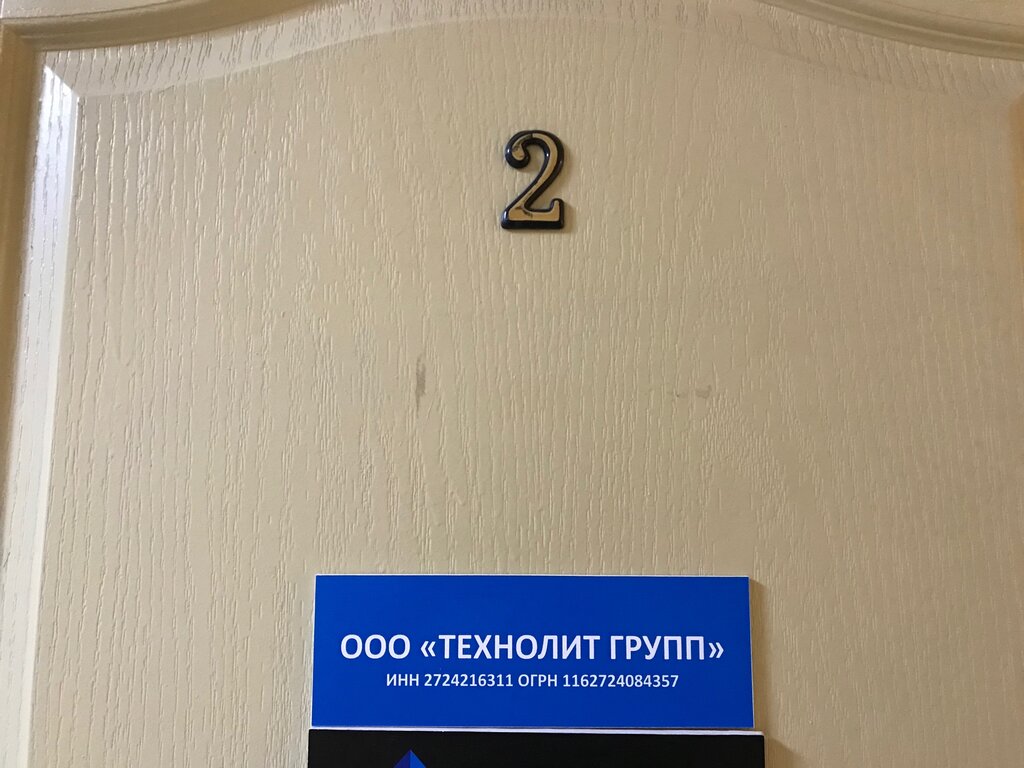 2
ООО «ТЕХНОЛИТ ГРУПП»
ИНН 2724216311 ОГРН 1162724084357